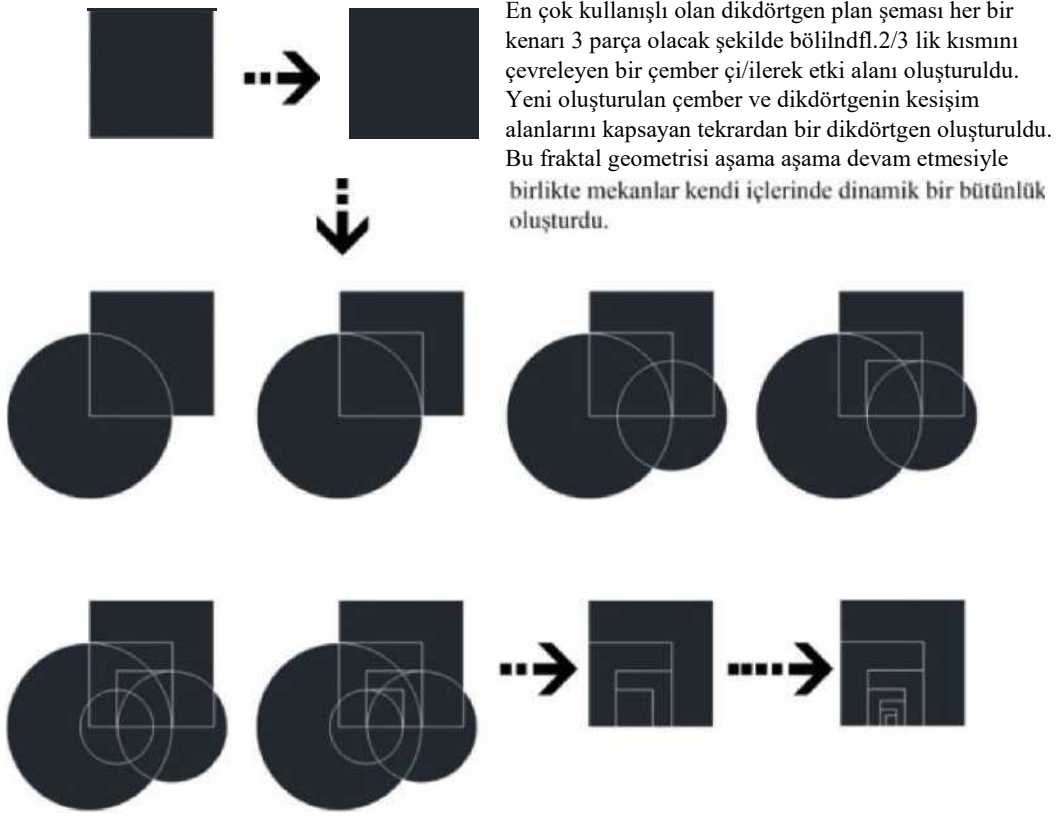 En çok kullanışlı olan dikdörtgen plan şeması her bir
kenarı 3 parça olacak şekilde bölilndfl.2/3 lik kısmını
çevreleyen bir çember çi/ilerek etki alanı oluşturuldu.
Yeni oluşturulan çember ve dikdörtgenin kesişim
alanlarını kapsayan tekrardan bir dikdörtgen oluşturuldu.
Bu fraktal geometrisi aşama aşama devam etmesiyle
birlikte mekanlar kendi içlerinde dinamik bir bütünlük
oluşturdu.